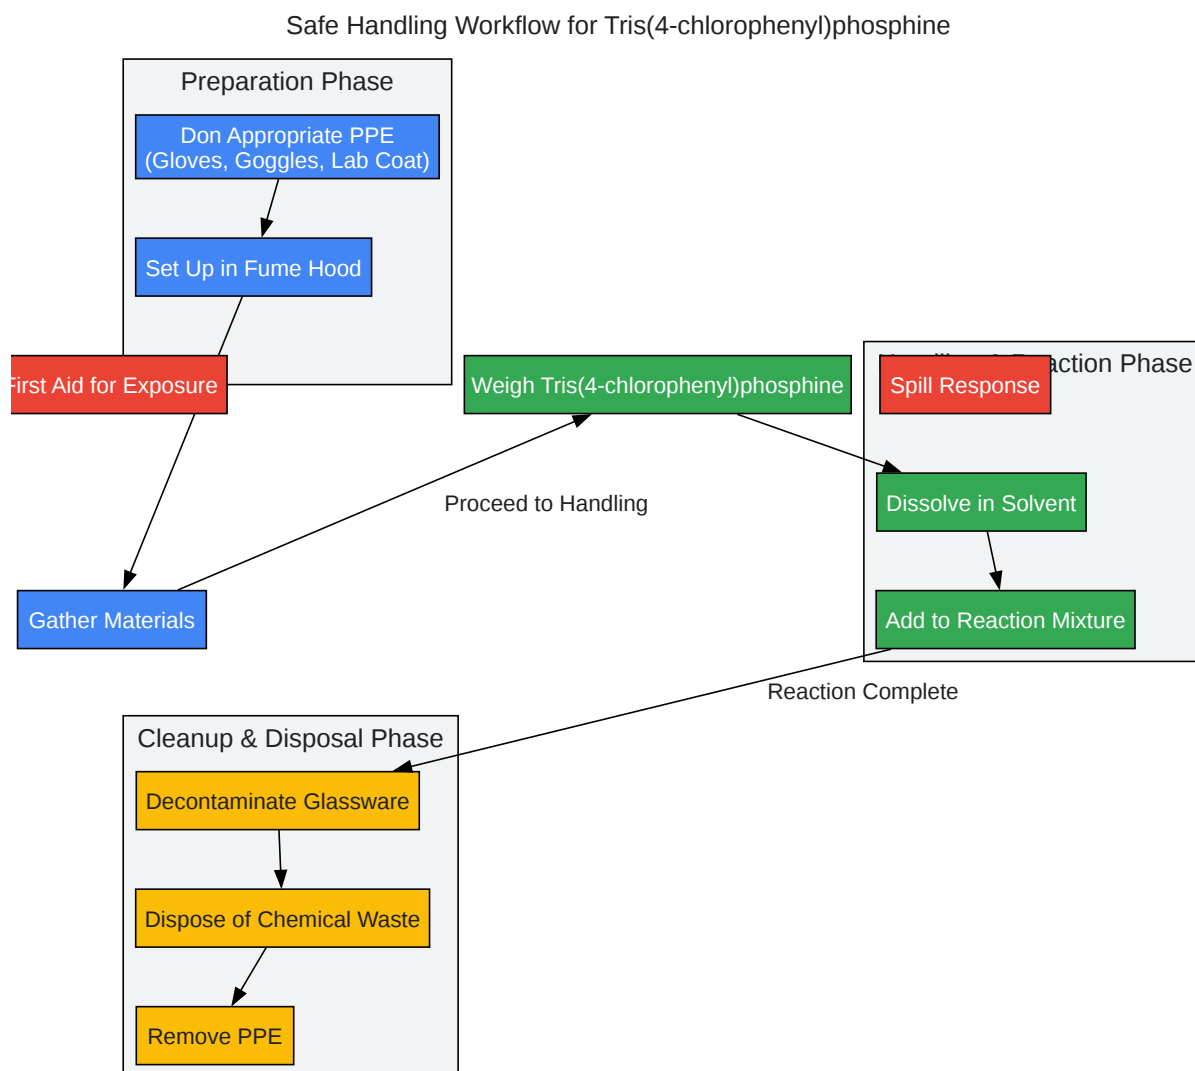 Safe Handling Workflow for Tris(4-chlorophenyl)phosphine
Preparation Phase
Don Appropriate PPE
(Gloves, Goggles, Lab Coat)
Set Up in Fume Hood
First Aid for Exposure
Weigh Tris(4-chlorophenyl)phosphine
Reaction Phase
Spill Response
Proceed to Handling
Dissolve in Solvent
Gather Materials
Add to Reaction Mixture
Reaction Complete
Cleanup & Disposal Phase
Decontaminate Glassware
Dispose of Chemical Waste
Remove PPE